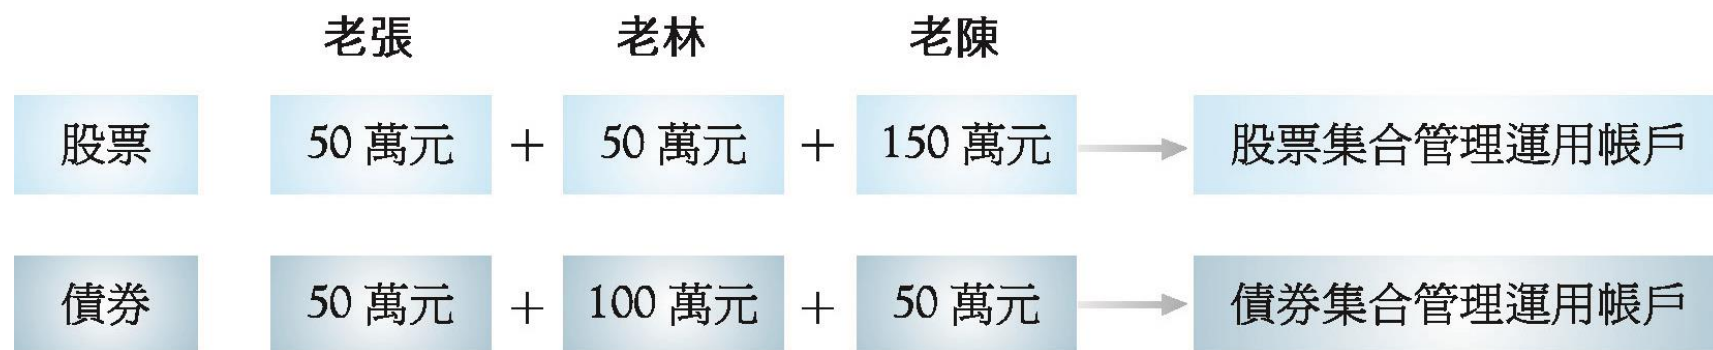 老張 老林 老陳
股票 50 萬元 + 50 萬元 + 150 萬元 股票集合管理運用帳戶
債券 50 萬元 + 100 萬元 + 50 萬元 債券集合管理運用帳戶